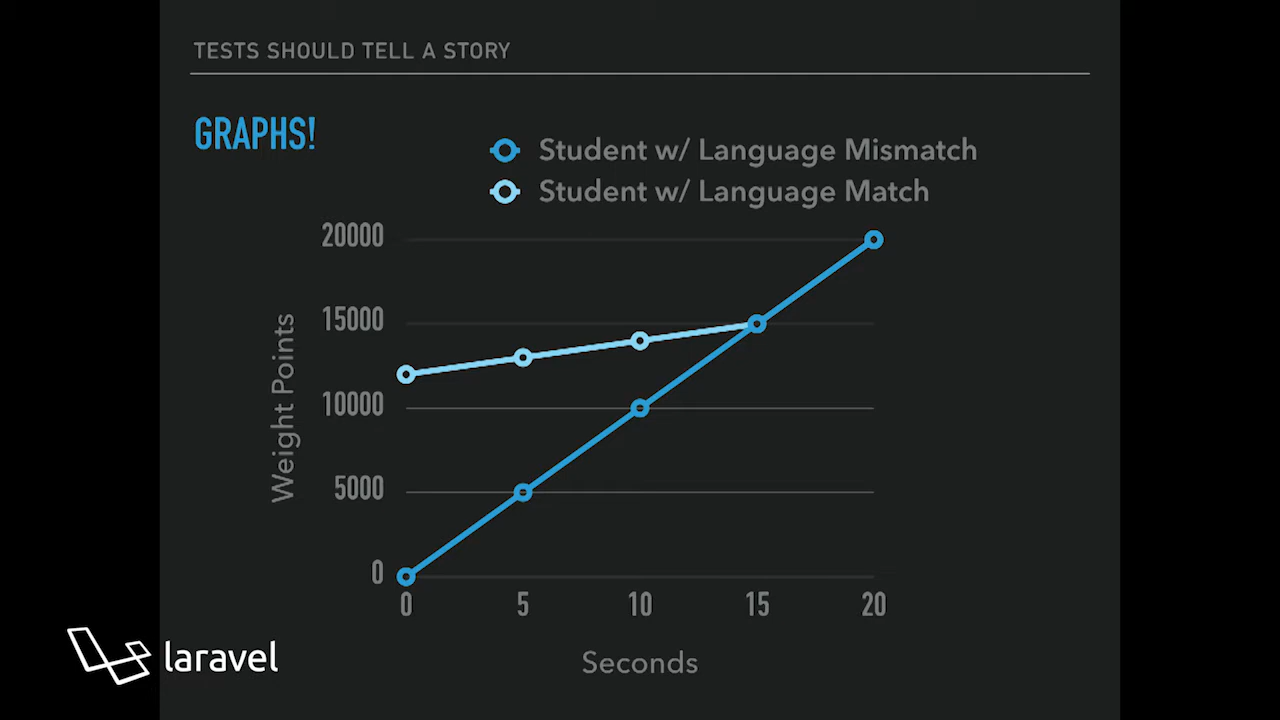 TESTS SHOULD TELL A STORY
GRAPHS!
Student w/ Language Mismatch
Student w/ Language Match
20000
15000
10000
5000
0
Weight Points
0 5 10 15 20
Seconds
laravel